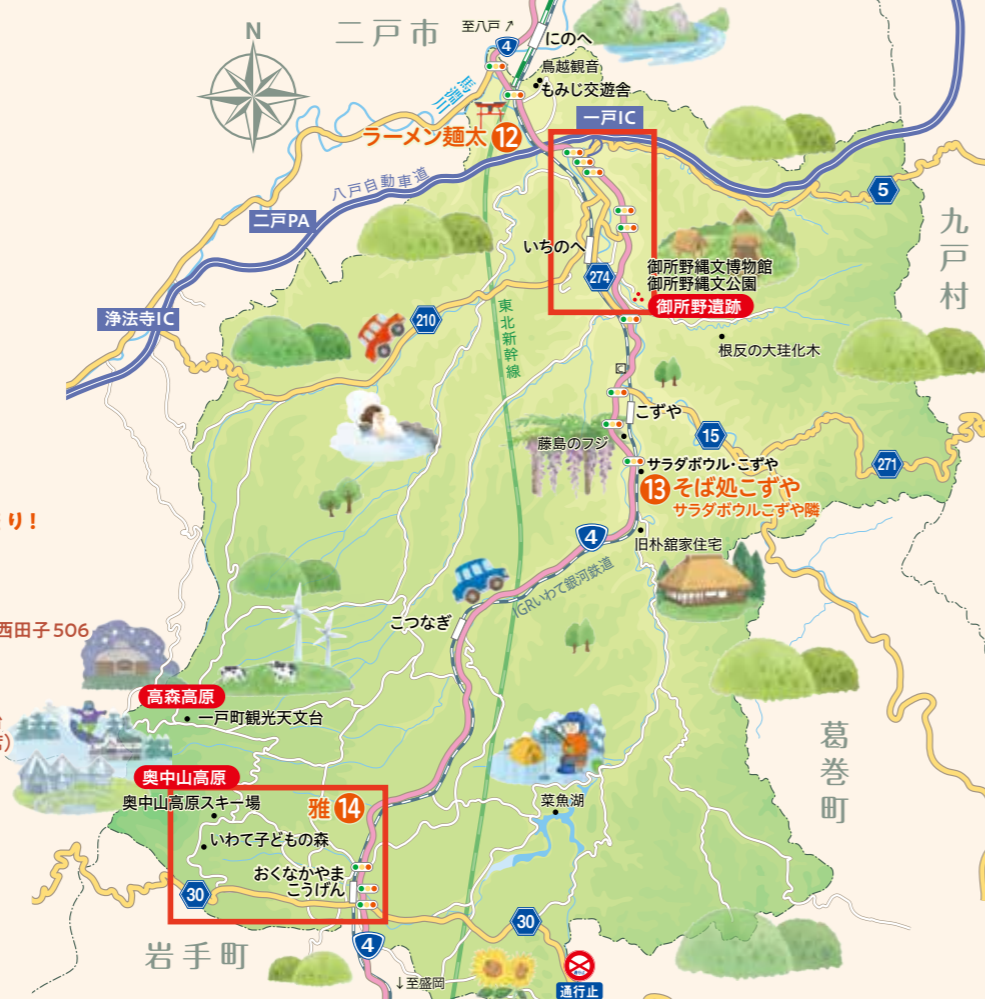 N
二戸市
至八戸↗
4
にのへ
鳥越観音
もみじ交遊舎
馬淵川
一戸IC
ラーメン麺太⑫
八戸自動車道
二戸PA
5
九戸村
いちのへ
274
御所野縄文博物館
御所野縄文公園
御所野遺跡
浄法寺IC
210
東北新幹線
根反の大珪化木
こずや
15
藤島のフジ
271
サラダボウル・こずや
⑬そば処こずや
サラダボウルこずや隣
り!
4
旧朴舘家住宅
IGRいわて銀河鉄道
こつなぎ
西田子506
高森高原
一戸町観光天文台
葛巻町
奥中山高原
奥中山高原スキー場
雅⑭
菜魚湖
いわて子どもの森
おくなかやま
こうげん
30
30
岩手町
4
↓至盛岡
通行止